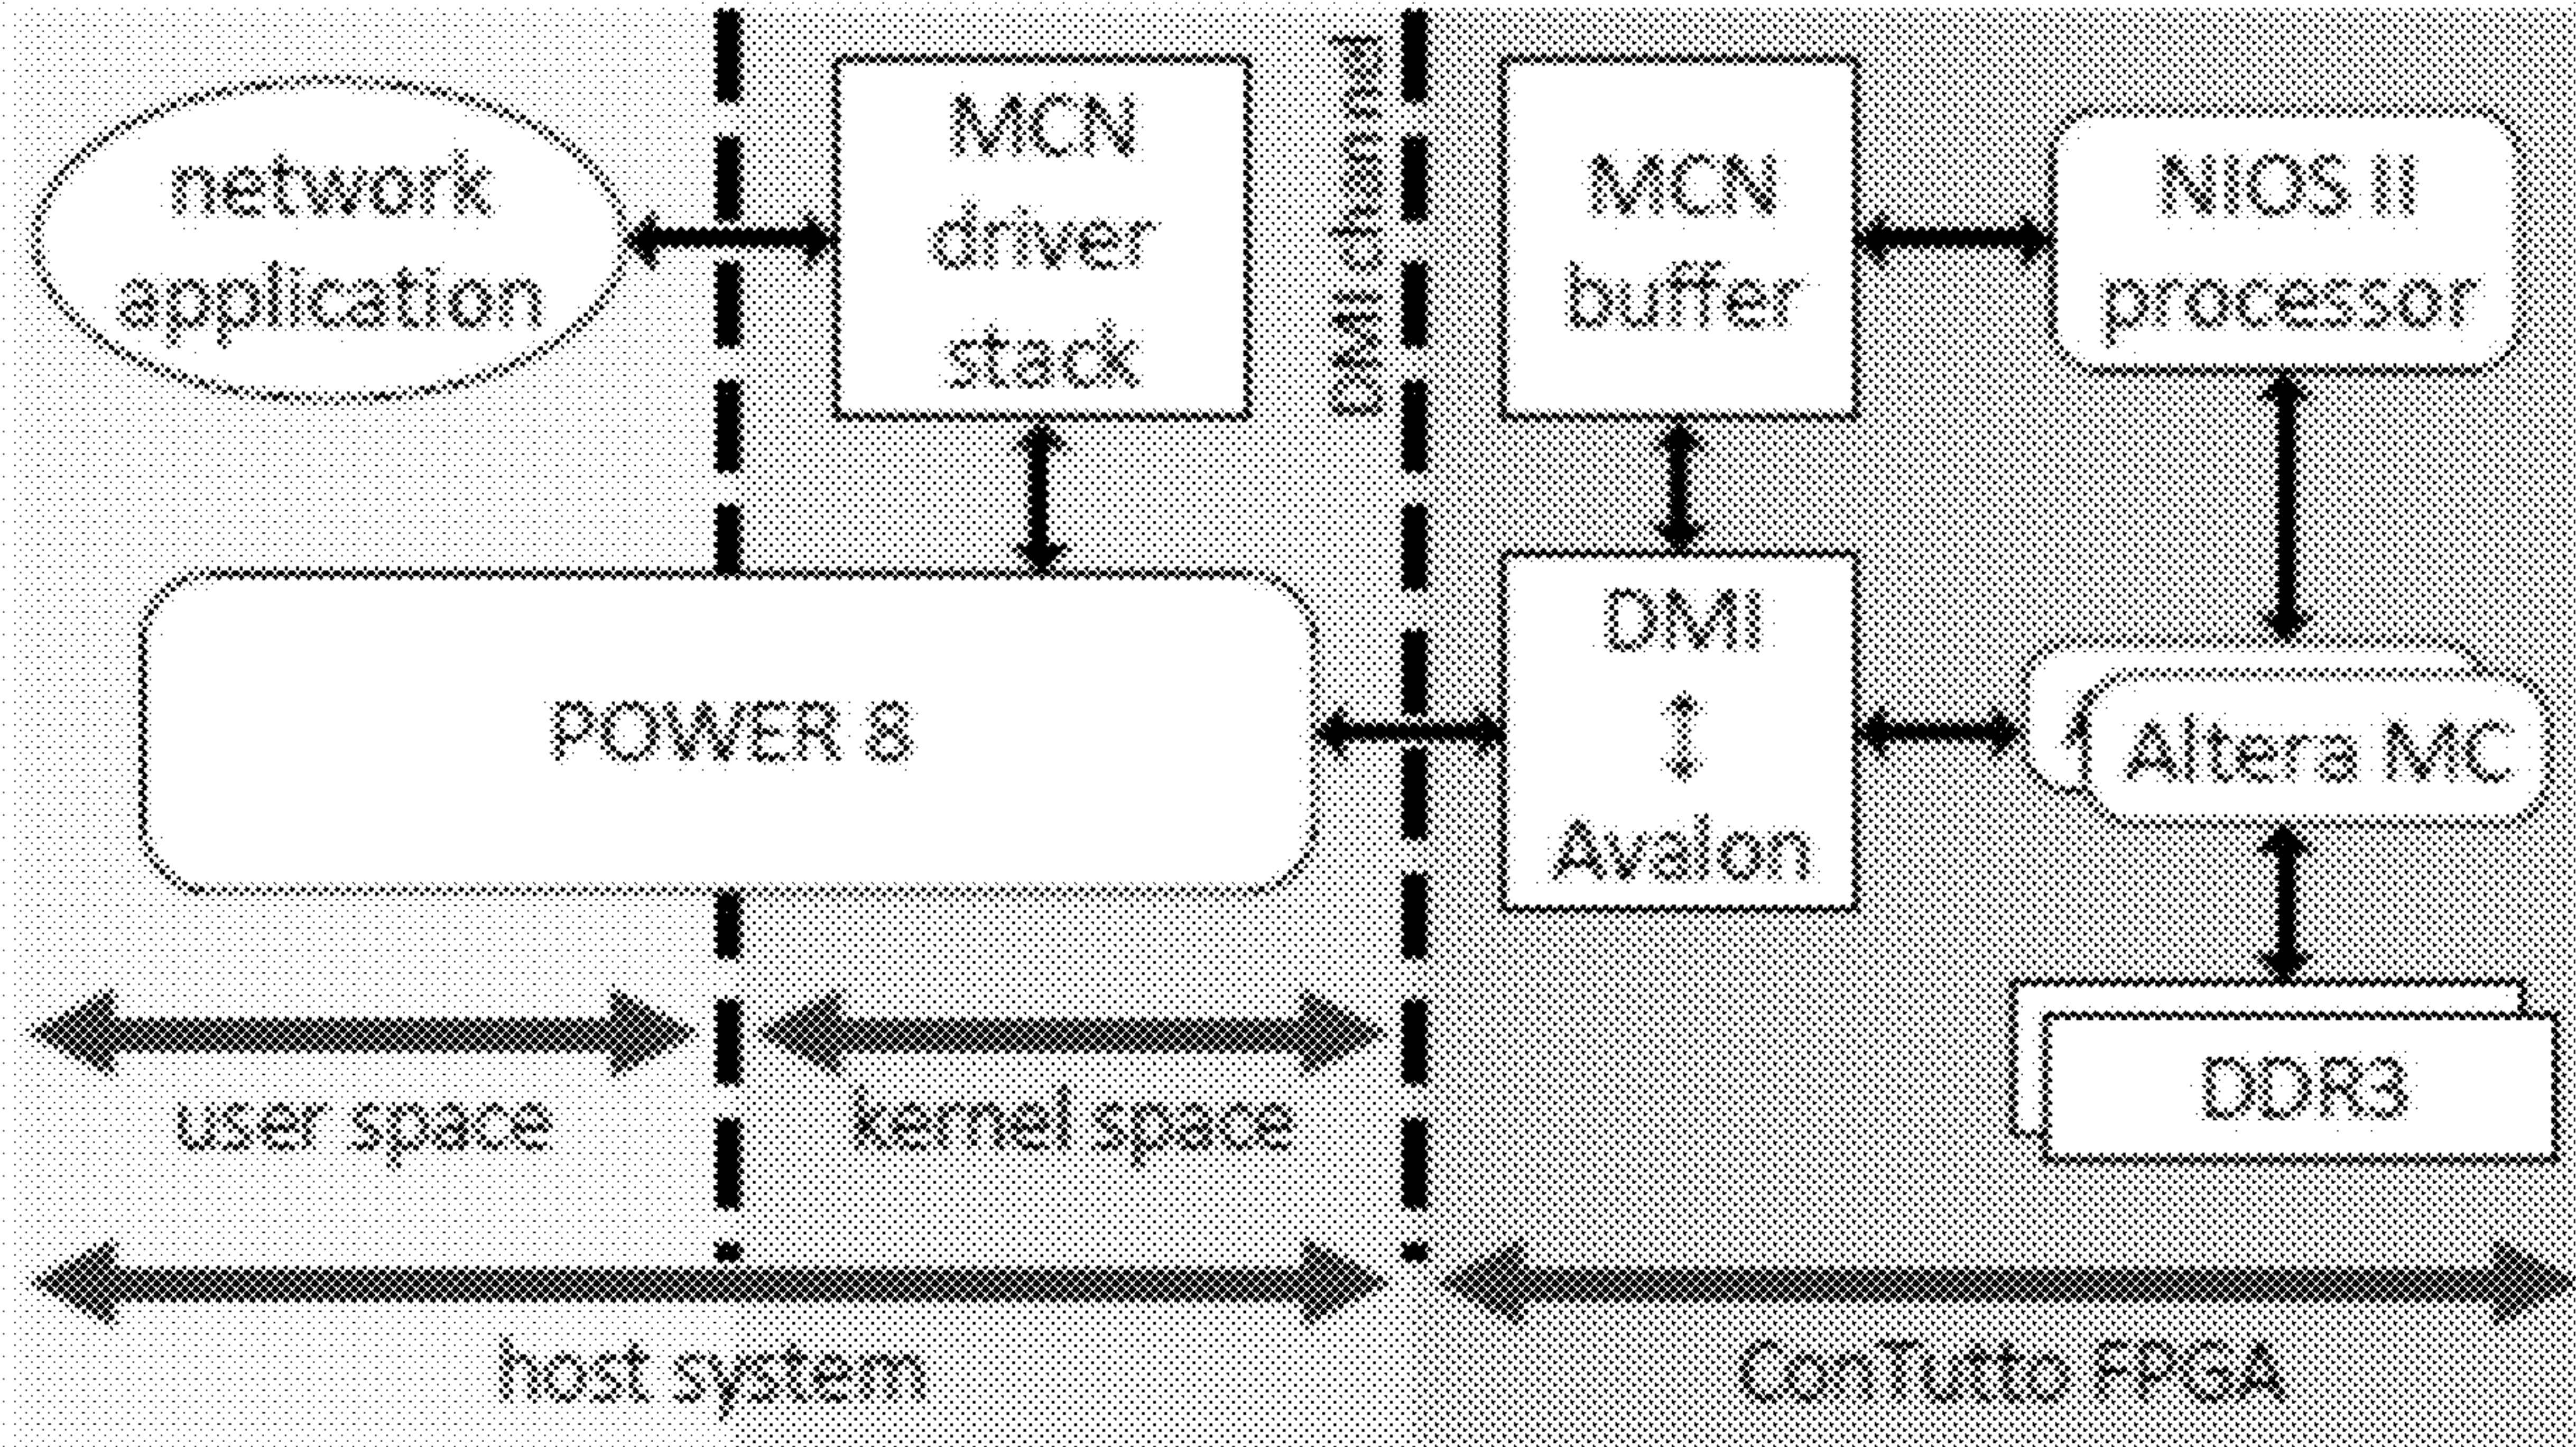 network
application
MCN
driver
stack
DMI channel
MCN
buffer
NIOS II
processor
POWER 8
DMI
Avalon
Altera MC
DDR3
user space
kernel space
host system
ConTutto FPGA